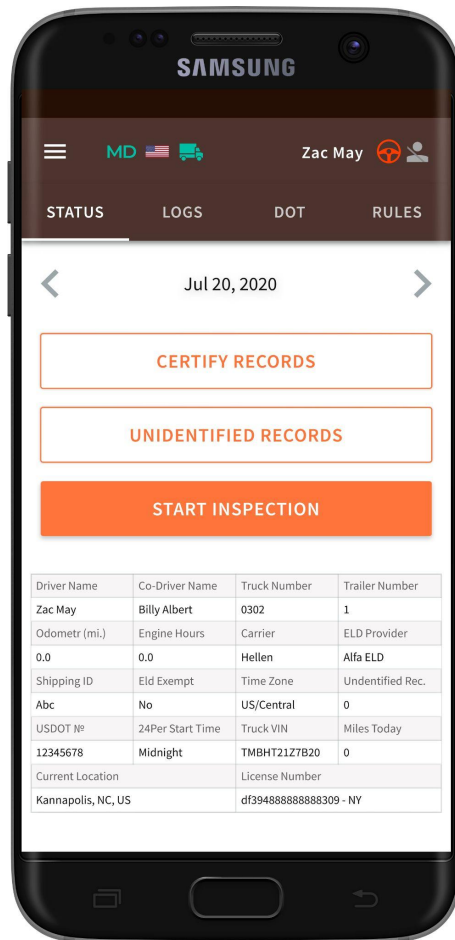 SAMSUNG
MD Zac May
STATUS LOGS DOT RULES
Jul 20, 2020
CERTIFY RECORDS
UNIDENTIFIED RECORDS
START INSPECTION
Driver Name Co-Driver Name Truck Number Trailer Number
Zac May Billy Albert 0302 1
Odometr (mi.) Engine Hours Carrier ELD Provider
0.0 0.0 Hellen Alfa ELD
Shipping ID Eld Exempt Time Zone Undentified Rec.
Abc No US/Central 0
USDOT № 24Per Start Time Truck VIN Miles Today
12345678 Midnight TMBHT21Z7B20 0
Current Location License Number
Kannapolis, NC, US df394888888888309 - NY